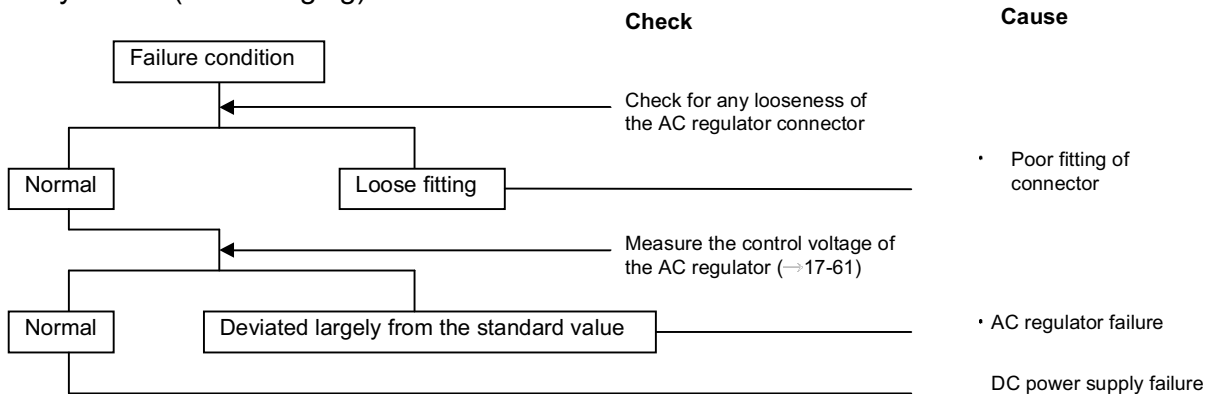 Check
Cause
Failure condition
Check for any looseness of
the AC regulator connector
Normal
Loose fitting
· Poor fitting of
connector
Measure the control voltage of
the AC regulator (→17-61)
Normal
Deviated largely from the standard value
· AC regulator failure
DC power supply failure